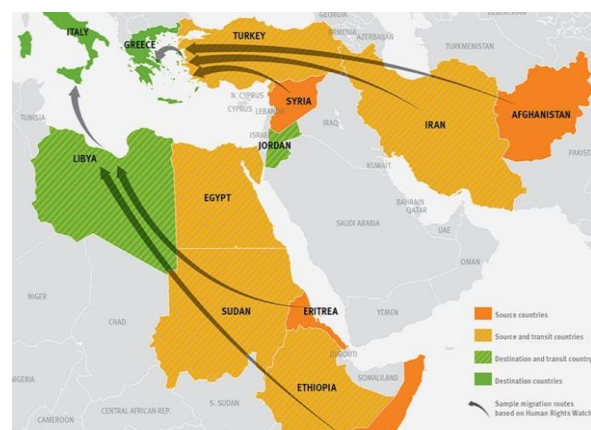 GEORGIA
ITALY
TURKEY
GREECE
ARMENIA
AZERBAIJAN
TURKMENISTAN
N. CYPRUS
CYPRUS
LEBANON
SYRIA
TUNISIA
AFGHANISTAN
ISRAEL
IRAQ
IRAN
JORDAN
LIBYA
PAKIST
KUWAIT
EGYPT
BAHRAIN
QATAR
SAUDI ARABIA
UAE
OMAN
NIGER
CHAD
SUDAN
ERITREA
YEMEN
Source countries
Source and transit countries
DJIBOUTI
SOMALILAND
Destination and transit country
NIGERIA
ETHIOPIA
Destination countries
S. SUDAN
CENTRAL AFRICAN REP.
CAMEROON
Sample migration routes
based on Human Rights Watch